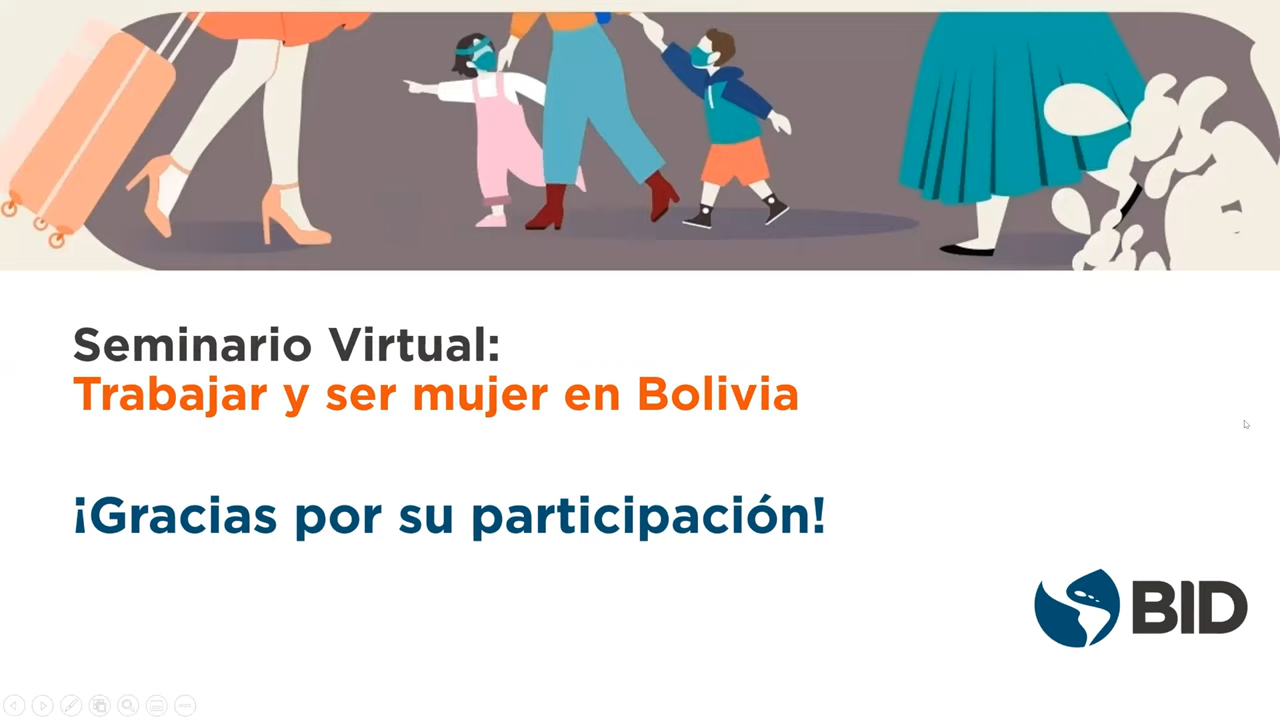 Seminario Virtual:
Trabajar y ser mujer en Bolivia
¡Gracias por su participación!
BID